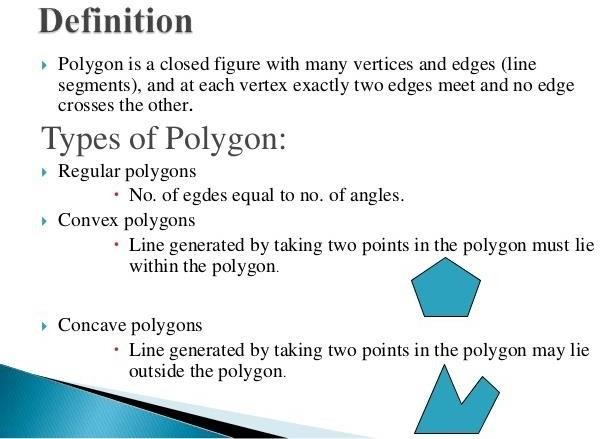 Definition
Polygon is a closed figure with many vertices and edges (line
segments), and at each vertex exactly two edges meet and no edge
crosses the other.
Types of Polygon:
Regular polygons
No. of egdes equal to no. of angles.
Convex polygons
Line generated by taking two points in the polygon must lie
within the polygon.
Concave polygons
Line generated by taking two points in the polygon may lie
outside the polygon.